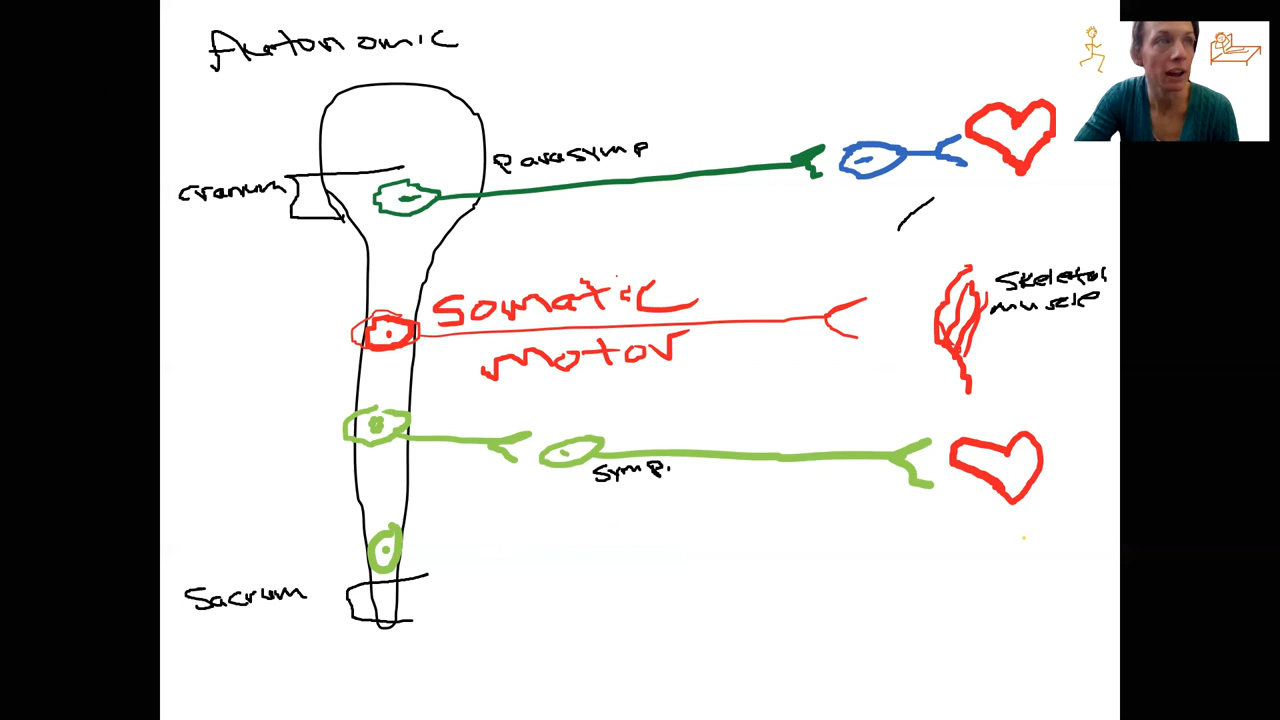 Autonomic
parasymp
cranium
Skeletal
muscle
Somatic
motor
symp.
Sacrum